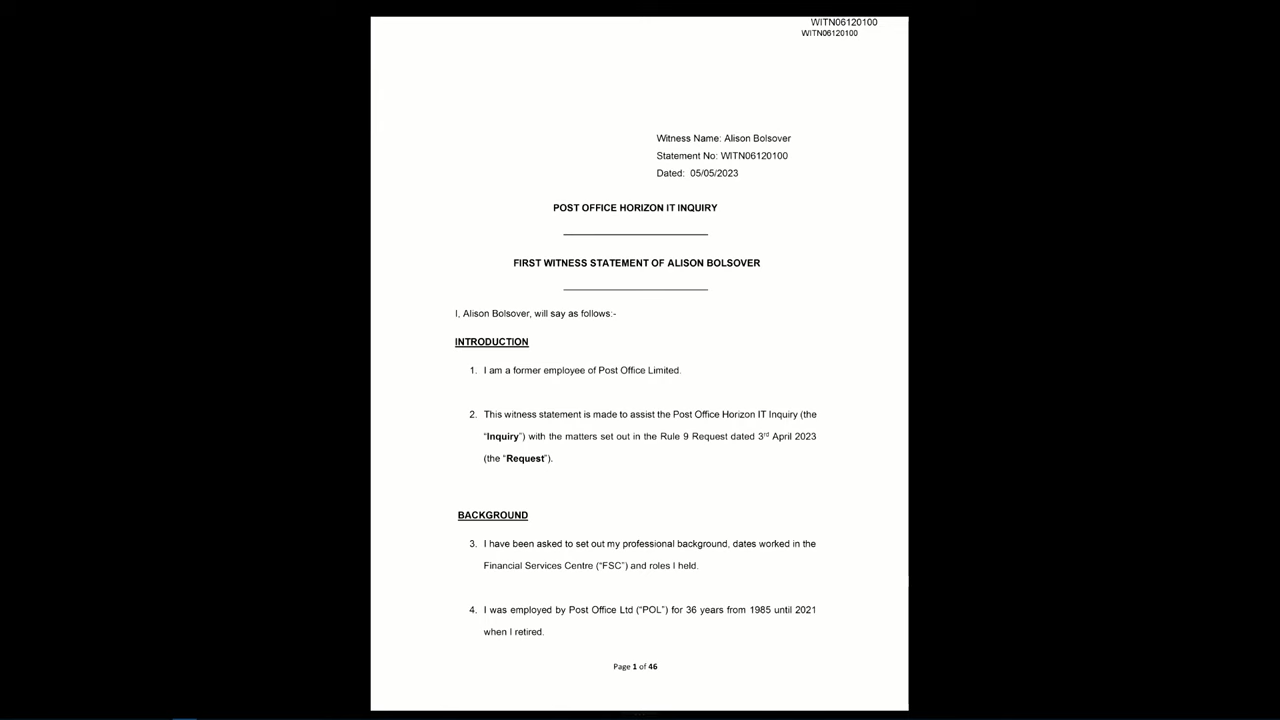 WITN06120100
WITN06120100
Witness Name: Alison Bolsover
Statement No: WITN06120100
Dated: 05/05/2023
POST OFFICE HORIZON IT INQUIRY
FIRST WITNESS STATEMENT OF ALISON BOLSOVER
I, Alison Bolsover, will say as follows:-
INTRODUCTION
1. I am a former employee of Post Office Limited.
2. This witness statement is made to assist the Post Office Horizon IT Inquiry (the
“Inquiry”) with the matters set out in the Rule 9 Request dated 3rd April 2023
(the “Request”).
BACKGROUND
3. I have been asked to set out my professional background, dates worked in the
Financial Services Centre (“FSC”) and roles I held.
4. I was employed by Post Office Ltd (“POL”) for 36 years from 1985 until 2021
when I retired.
Page 1 of 46